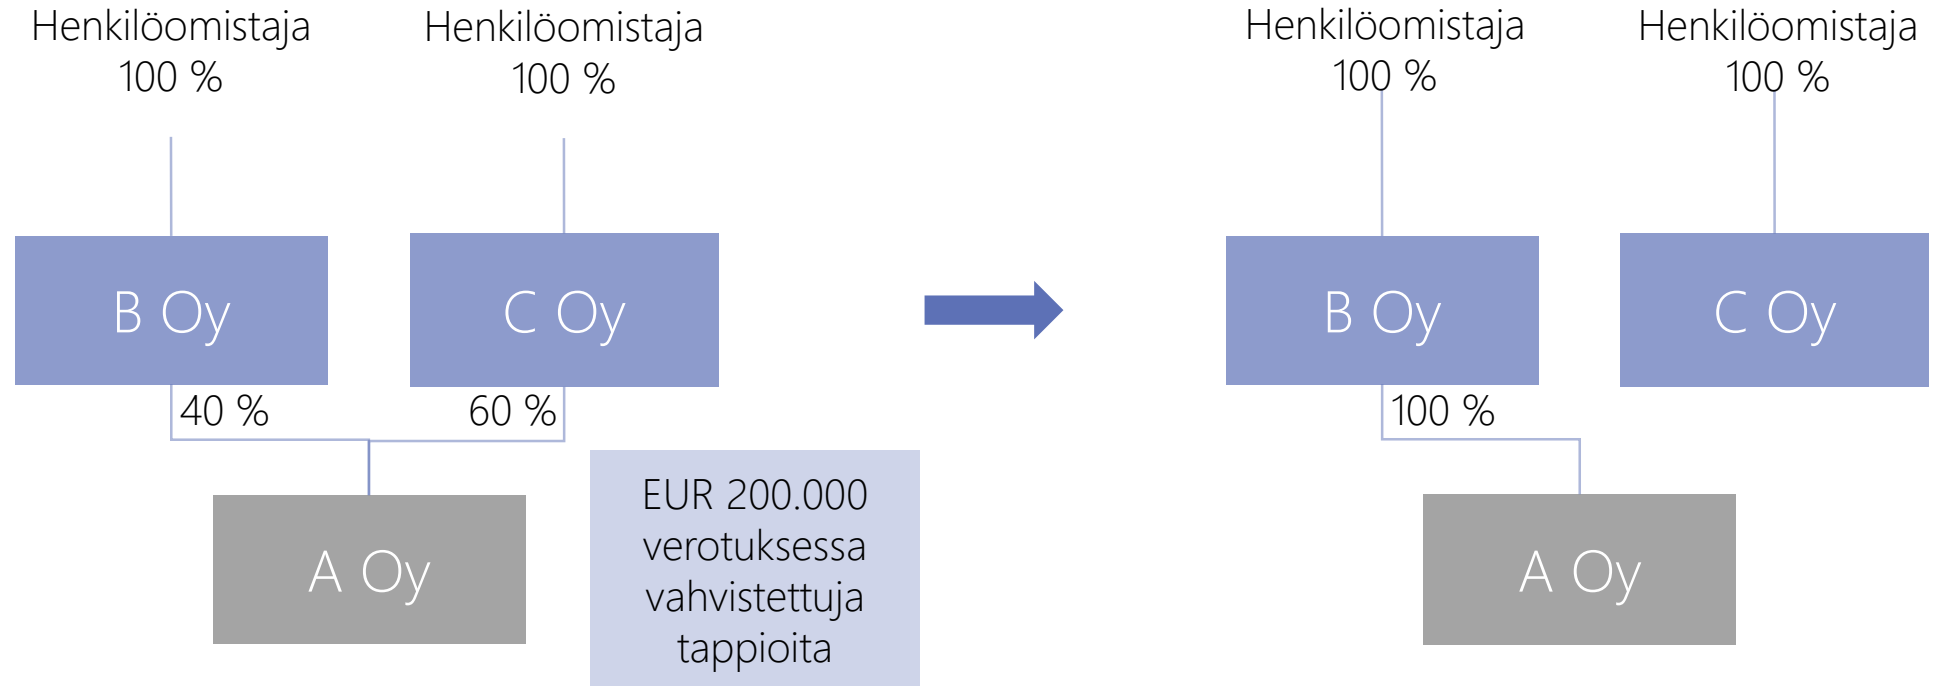 Henkilöomistaja
100 %
Henkilöomistaja
100 %
B Oy
C Oy
40 %
60 %
A Oy
EUR 200.000
verotuksessa
vahvistettuja
tappioita
Henkilöomistaja
100 %
Henkilöomistaja
100 %
B Oy
C Oy
100 %
A Oy